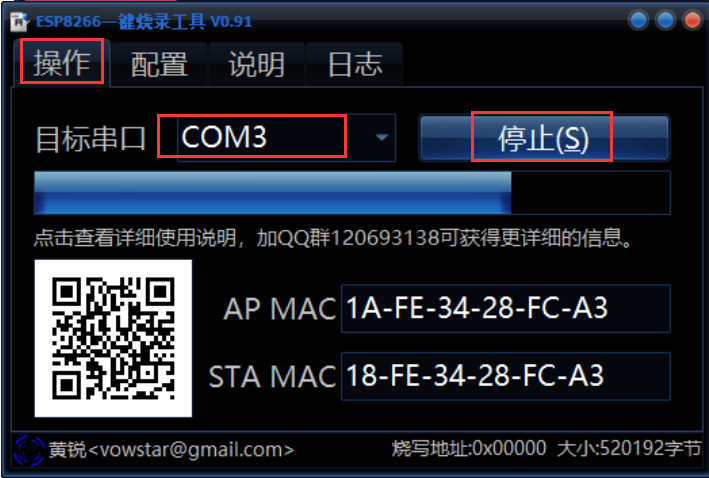 ESP8266一键烧录工具 V0.91
操作 配置 说明 日志
目标串口 COM3 停止(S)
点击查看详细使用说明，加QQ群120693138可获得更详细的信息。
AP MAC 1A-FE-34-28-FC-A3
STA MAC 18-FE-34-28-FC-A3
黄锐<vowstar@gmail.com> 烧写地址:0x00000 大小:520192字节